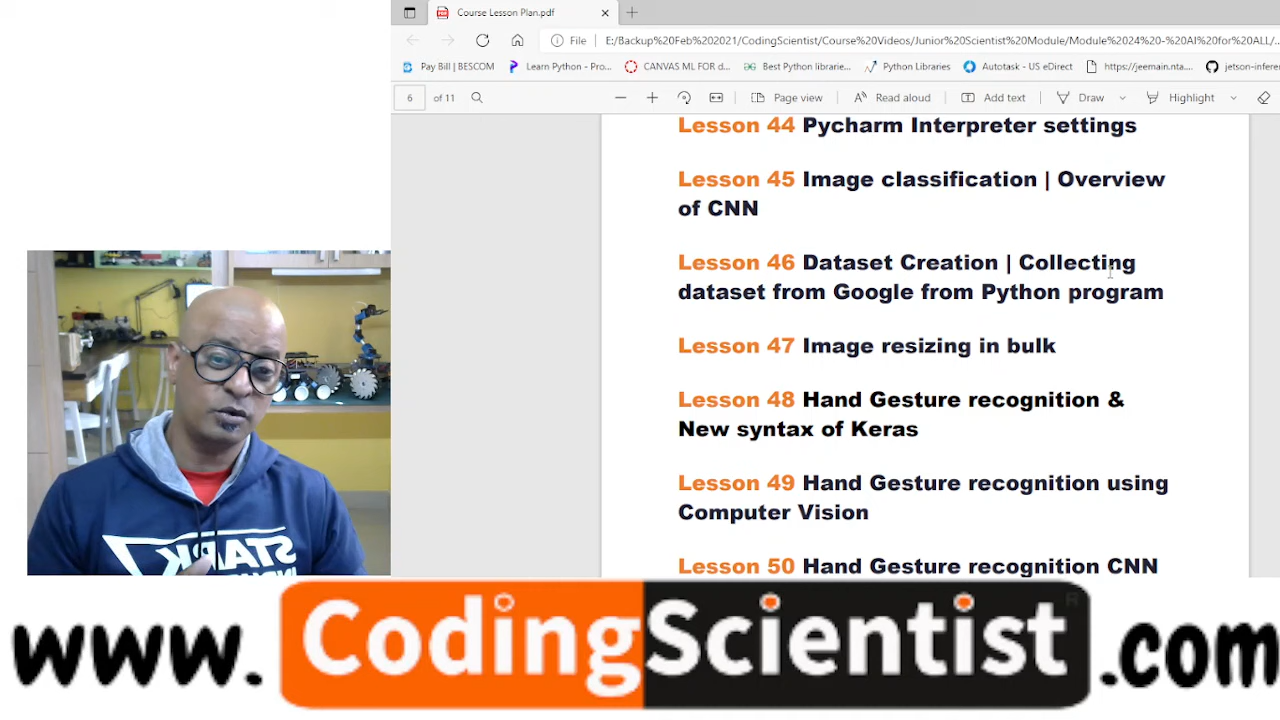 Course Lesson Plan.pdf
File
E:/Backup%20Feb%202021/CodingScientist/Course%20Videos/Junior%20Scientist%20Module/Module%2024%20-%20AI%20for%20ALL/...
Pay Bill | BESCOM
Learn Python - Pro...
CANVAS ML FOR d...
Best Python librarie...
Python Libraries
Autotask - US eDirect
https://jeemain.nta....
jetson-infere
6 of 11
Page view
Read aloud
Add text
Draw
Highlight
Lesson 44 Pycharm Interpreter settings
Lesson 45 Image classification | Overview
of CNN
Lesson 46 Dataset Creation | Collecting
dataset from Google from Python program
Lesson 47 Image resizing in bulk
Lesson 48 Hand Gesture recognition &
New syntax of Keras
Lesson 49 Hand Gesture recognition using
Computer Vision
Lesson 50 Hand Gesture recognition CNN
STARK
www.CodingScientist.com